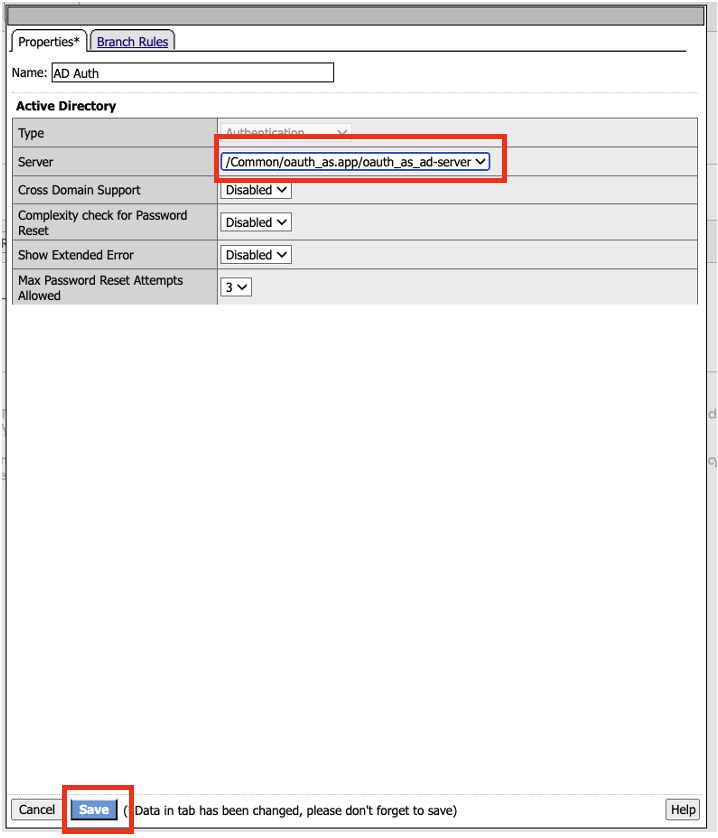 Properties* Branch Rules
Name: AD Auth
Active Directory
Type Authentication
Server /Common/oauth_as.app/oauth_as_ad-server
Cross Domain Support Disabled
Complexity check for Password
Reset Disabled
Show Extended Error Disabled
Max Password Reset Attempts
Allowed 3
Cancel Save (* Data in tab has been changed, please don't forget to save) Help